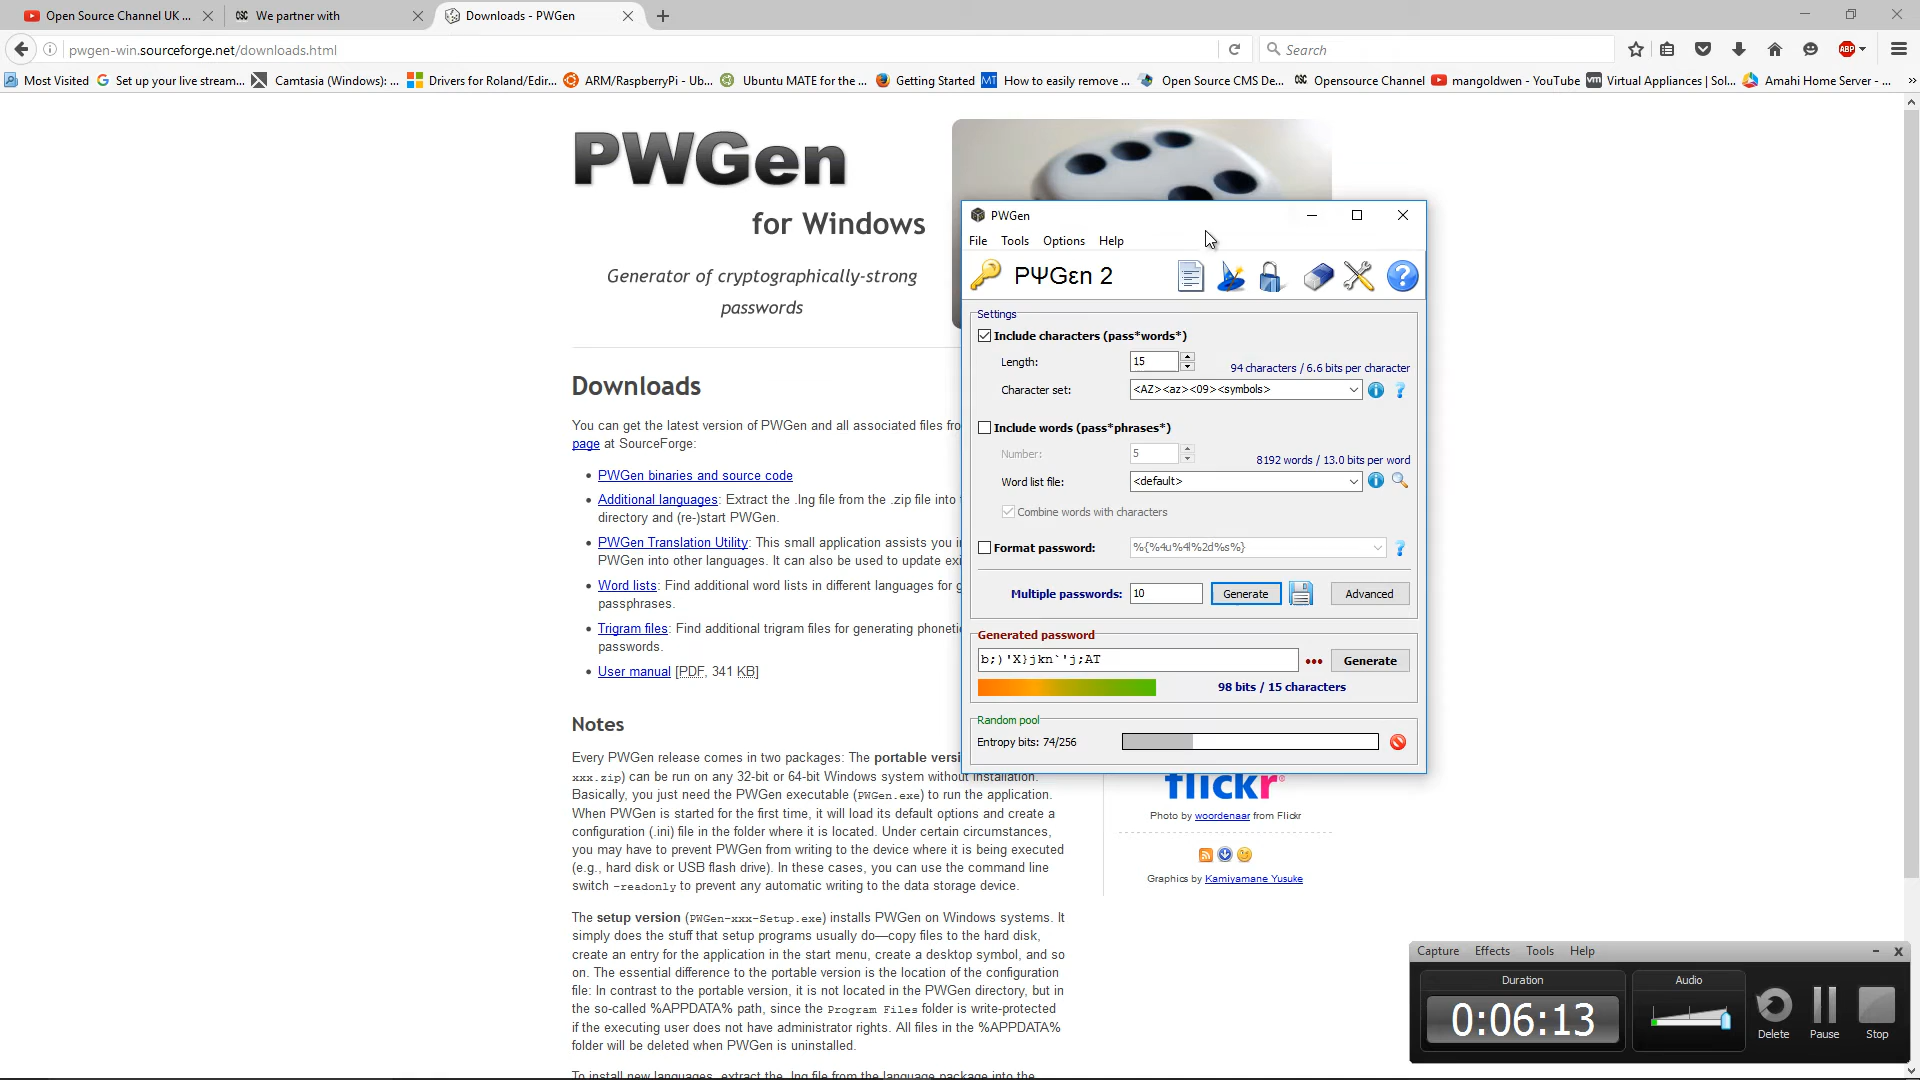 Open Source Channel UK ...
We partner with
Downloads - PWGen
pwgen-win.sourceforge.net/downloads.html
Search
ABP
Most Visited
Set up your live stream...
Camtasia (Windows): ...
Drivers for Roland/Edir...
ARM/RaspberryPi - Ub...
Ubuntu MATE for the ...
Getting Started
MT
How to easily remove ...
Open Source CMS De...
OSC
Opensource Channel
mangoldwen - YouTube
vm
Virtual Appliances | Sol...
Amahi Home Server - ...
PWGen
for Windows
Generator of cryptographically-strong
passwords
Downloads
You can get the latest version of PWGen and all associated files fro
page at SourceForge:
PWGen binaries and source code
Additional languages: Extract the .lng file from the .zip file into
directory and (re-)start PWGen.
PWGen Translation Utility: This small application assists you in
PWGen into other languages. It can also be used to update exi
Word lists: Find additional word lists in different languages for g
passphrases.
Trigram files: Find additional trigram files for generating phoneti
passwords.
User manual [PDF, 341 KB]
Notes
Every PWGen release comes in two packages: The portable versi
xxx.zip) can be run on any 32-bit or 64-bit Windows system without installation.
Basically, you just need the PWGen executable (PWGen.exe) to run the application.
When PWGen is started for the first time, it will load its default options and create a
configuration (.ini) file in the folder where it is located. Under certain circumstances,
you may have to prevent PWGen from writing to the device where it is being executed
(e.g., hard disk or USB flash drive). In these cases, you can use the command line
switch -readonly to prevent any automatic writing to the data storage device.
The setup version (PWGen-xxx-Setup.exe) installs PWGen on Windows systems. It
simply does the stuff that setup programs usually do—copy files to the hard disk,
create an entry for the application in the start menu, create a desktop symbol, and so
on. The essential difference to the portable version is the location of the configuration
file: In contrast to the portable version, it is not located in the PWGen directory, but in
the so-called %APPDATA% path, since the Program Files folder is write-protected
if the executing user does not have administrator rights. All files in the %APPDATA%
folder will be deleted when PWGen is uninstalled.
To install new languages, extract the .lng file from the language package into the
PWGen
File
Tools
Options
Help
PΨGεn 2
Settings
Include characters (pass*words*)
Length:
15
94 characters / 6.6 bits per character
Character set:
<AZ><az><09><symbols>
Include words (pass*phrases*)
Number:
5
8192 words / 13.0 bits per word
Word list file:
<default>
Combine words with characters
Format password:
%{%4u%4l%2d%s%}
Multiple passwords:
10
Generate
Advanced
Generated password
b;)'X}jkn`'j;AT
Generate
98 bits / 15 characters
Random pool
Entropy bits: 74/256
flickr
Photo by woordenaar from Flickr
Graphics by Kamiyamane Yusuke
Capture
Effects
Tools
Help
Duration
0:06:13
Audio
Delete
Pause
Stop